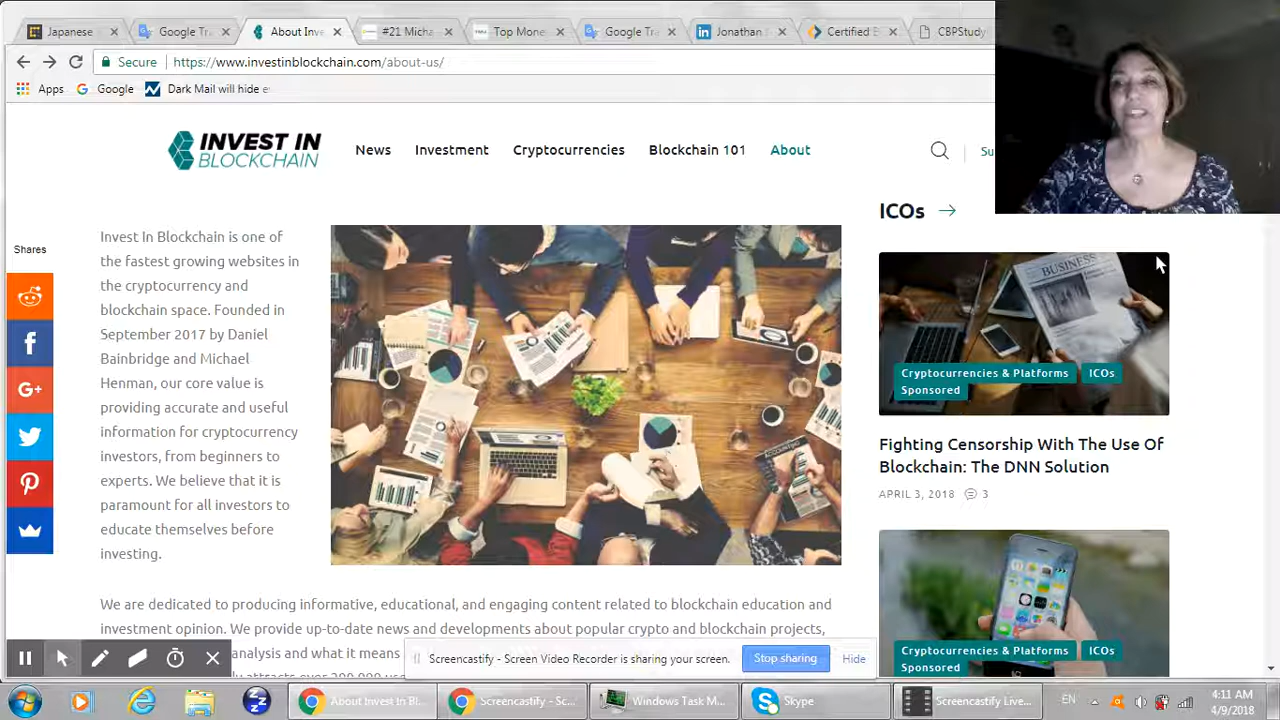 Japanese
Google Tra
About Inve
#21 Micha
Top Mone
Google Tra
Jonathan
Certified B
CBPStudy
Secure
https://www.investinblockchain.com/about-us/
Apps
Google
Dark Mail will hide e
INVEST IN
BLOCKCHAIN
News
Investment
Cryptocurrencies
Blockchain 101
About
Su
Shares
Invest In Blockchain is one of
the fastest growing websites in
the cryptocurrency and
blockchain space. Founded in
September 2017 by Daniel
Bainbridge and Michael
Henman, our core value is
providing accurate and useful
information for cryptocurrency
investors, from beginners to
experts. We believe that it is
paramount for all investors to
educate themselves before
investing.
We are dedicated to producing informative, educational, and engaging content related to blockchain education and
investment opinion. We provide up-to-date news and developments about popular crypto and blockchain projects,
analysis and what it means
ICOs
BUSINESS
Cryptocurrencies & Platforms
ICOs
Sponsored
Fighting Censorship With The Use Of
Blockchain: The DNN Solution
APRIL 3, 2018
3
Cryptocurrencies & Platforms
ICOs
Sponsored
Screencastify - Screen Video Recorder is sharing your screen.
Stop sharing
Hide
About Invest In Bl...
Screencastify - Sc...
Windows Task M...
Skype
Screencastify Live...
EN
4:11 AM
4/9/2018